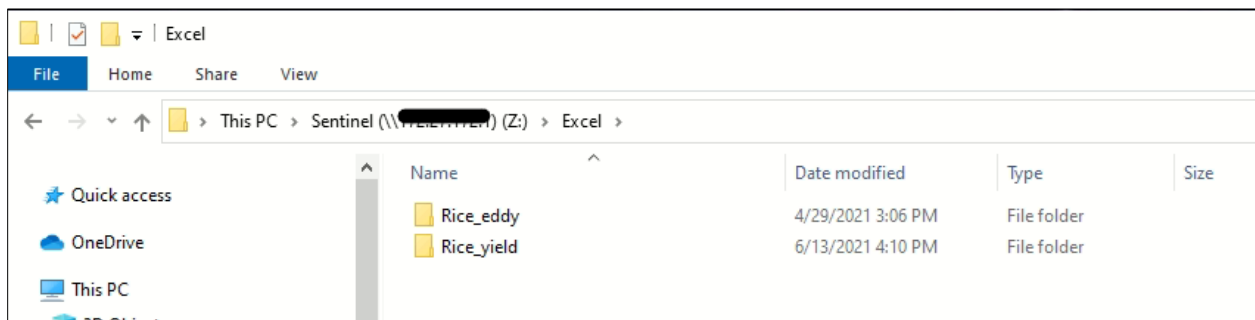 Excel
File Home Share View
This PC > Sentinel (\\ ) (Z:) > Excel >
Name Date modified Type Size
Quick access
Rice_eddy 4/29/2021 3:06 PM File folder
OneDrive
Rice_yield 6/13/2021 4:10 PM File folder
This PC